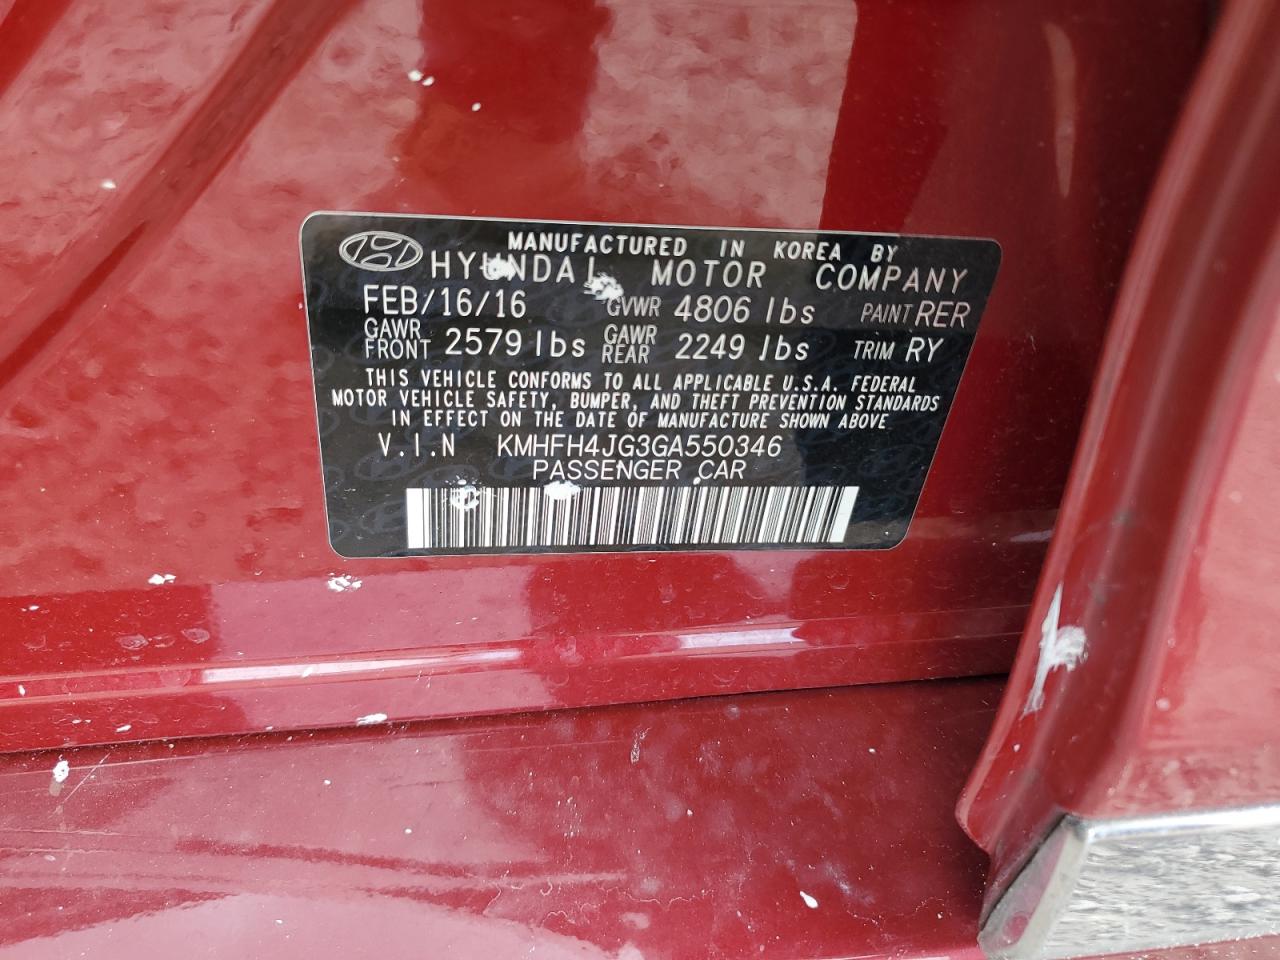 MANUFACTURED IN KOREA BY
HYUNDAI MOTOR COMPANY
FEB/16/16 GVWR 4806 lbs PAINT RER
GAWR FRONT 2579 lbs GAWR REAR 2249 lbs TRIM RY
THIS VEHICLE CONFORMS TO ALL APPLICABLE U.S.A. FEDERAL
MOTOR VEHICLE SAFETY, BUMPER, AND THEFT PREVENTION STANDARDS
IN EFFECT ON THE DATE OF MANUFACTURE SHOWN ABOVE
V.I.N KMHFH4JG3GA550346
PASSENGER CAR